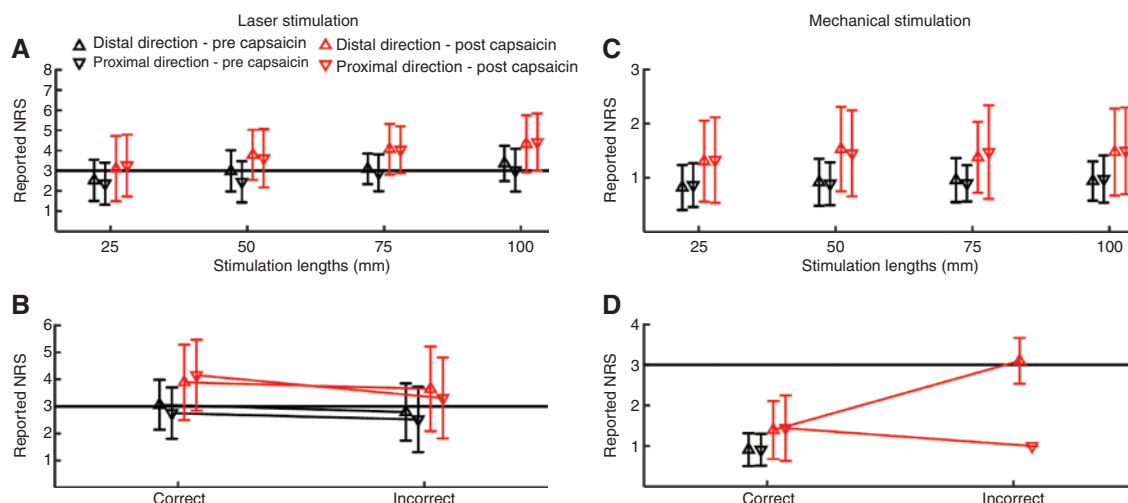 Laser stimulation
Mechanical stimulation
A
Distal direction - pre capsaicin
Distal direction - post capsaicin
Proximal direction - pre capsaicin
Proximal direction - post capsaicin
Reported NRS
8
7
6
5
4
3
2
1
25 50 75 100
Stimulation lengths (mm)
C
Reported NRS
3
2
1
25 50 75 100
Stimulation lengths (mm)
B
Reported NRS
6
5
4
3
2
1
Correct Incorrect
D
Reported NRS
4
3
2
1
Correct Incorrect